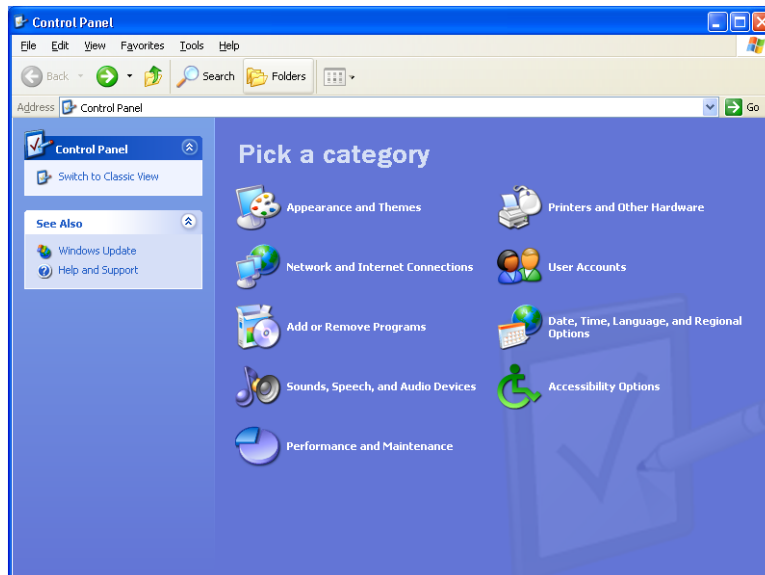 Control Panel
File Edit View Favorites Tools Help
Back Search Folders
Address Control Panel Go
Control Panel
Switch to Classic View
See Also
Windows Update
Help and Support
Pick a category
Appearance and Themes
Printers and Other Hardware
Network and Internet Connections
User Accounts
Add or Remove Programs
Date, Time, Language, and Regional
Options
Sounds, Speech, and Audio Devices
Accessibility Options
Performance and Maintenance